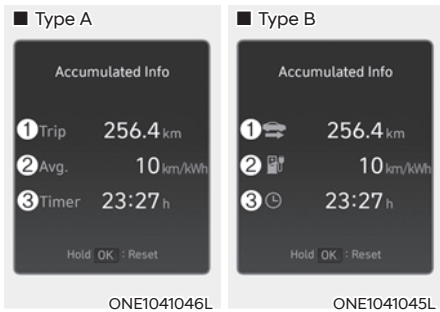 ■ Type A
Accumulated Info
① Trip 256.4 km
② Avg. 10 km/kWh
③ Timer 23:27 h
Hold OK : Reset
ONE1041046L
■ Type B
Accumulated Info
① 256.4 km
② 10 km/kWh
③ 23:27 h
Hold OK : Reset
ONE1041045L